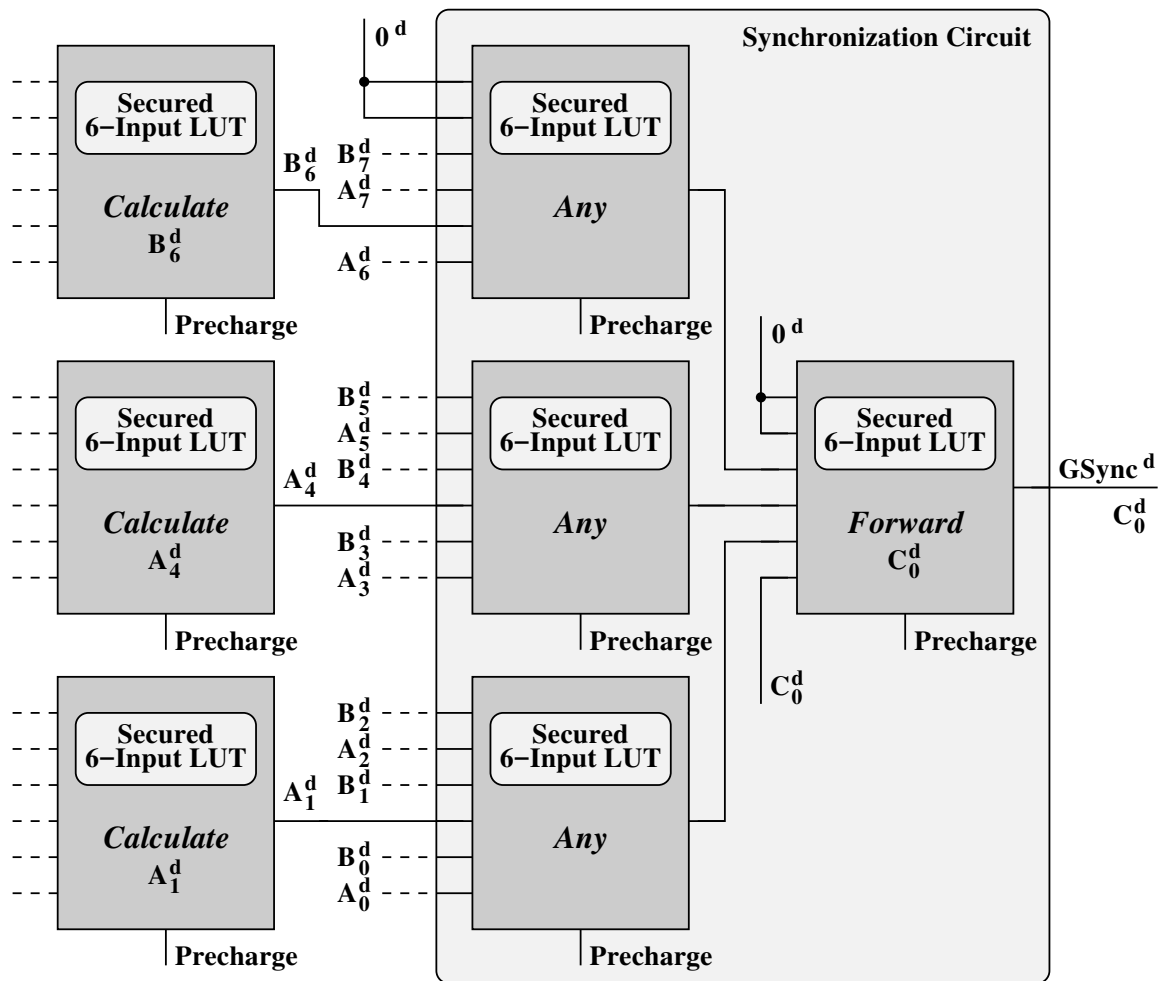 Synchronization Circuit
0^d
Secured
6−Input LUT
Calculate
B_6^d
Precharge
B_6^d
B_7^d
A_7^d
A_6^d
Secured
6−Input LUT
Any
Precharge
Secured
6−Input LUT
Calculate
A_4^d
Precharge
A_4^d
B_5^d
A_5^d
B_4^d
B_3^d
A_3^d
Secured
6−Input LUT
Any
Precharge
0^d
Secured
6−Input LUT
Forward
C_0^d
Precharge
C_0^d
GSync^d
C_0^d
Secured
6−Input LUT
Calculate
A_1^d
Precharge
A_1^d
B_2^d
A_2^d
B_1^d
B_0^d
A_0^d
Secured
6−Input LUT
Any
Precharge